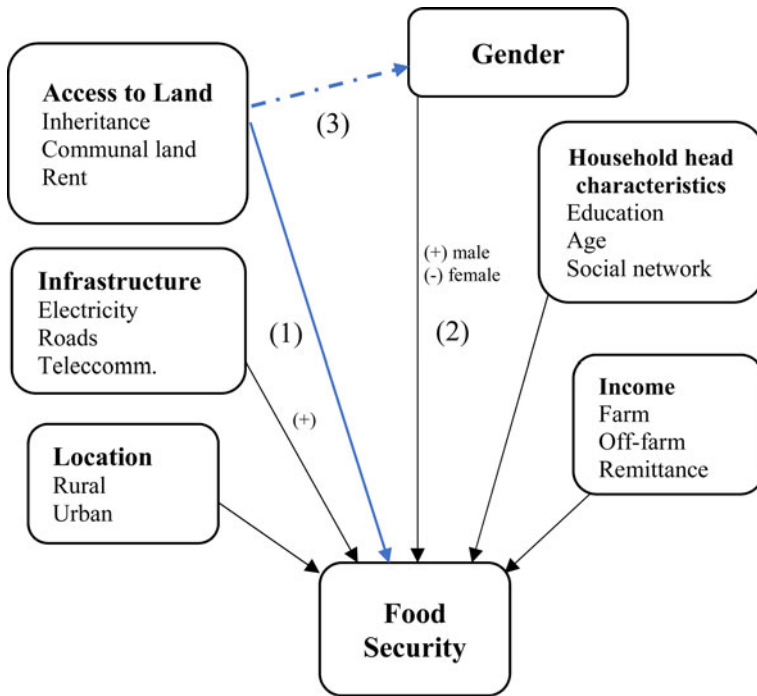 Access to Land
Inheritance
Communal land
Rent
Gender
(3)
Household head
characteristics
Education
Age
Social network
Infrastructure
Electricity
Roads
Teleccomm.
(+) male
(-) female
(1)
(2)
(+)
Income
Farm
Off-farm
Remittance
Location
Rural
Urban
Food
Security